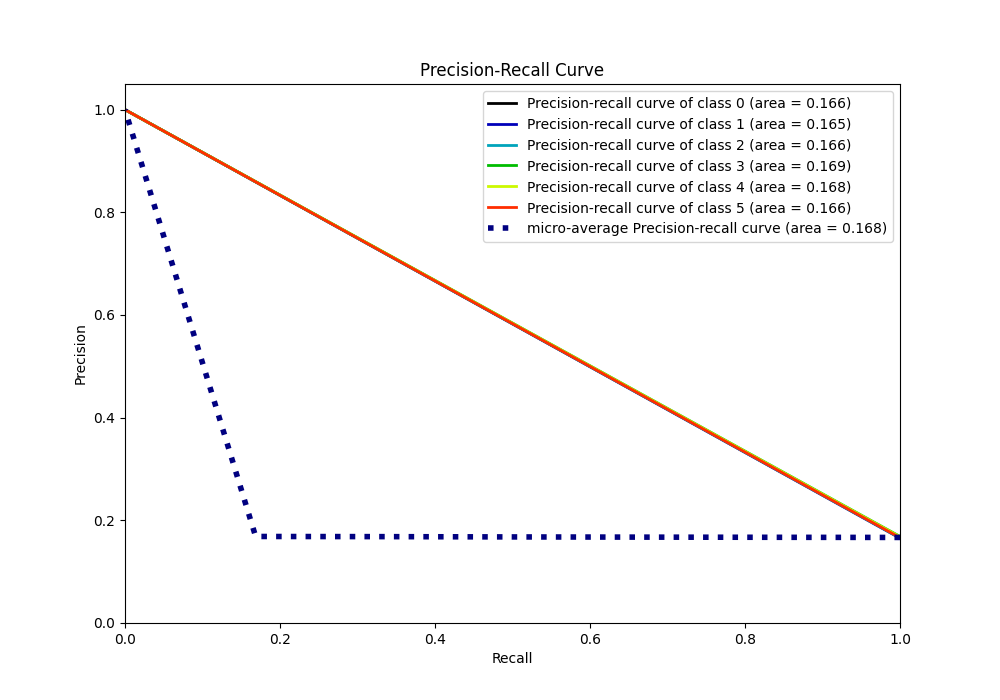 Precision-Recall Curve
Precision-recall curve of class 0 (area = 0.166)
Precision-recall curve of class 1 (area = 0.165)
Precision-recall curve of class 2 (area = 0.166)
Precision-recall curve of class 3 (area = 0.169)
Precision-recall curve of class 4 (area = 0.168)
Precision-recall curve of class 5 (area = 0.166)
micro-average Precision-recall curve (area = 0.168)
1.0
0.8
0.6
0.4
0.2
0.0
Precision
0.0 0.2 0.4 0.6 0.8 1.0
Recall